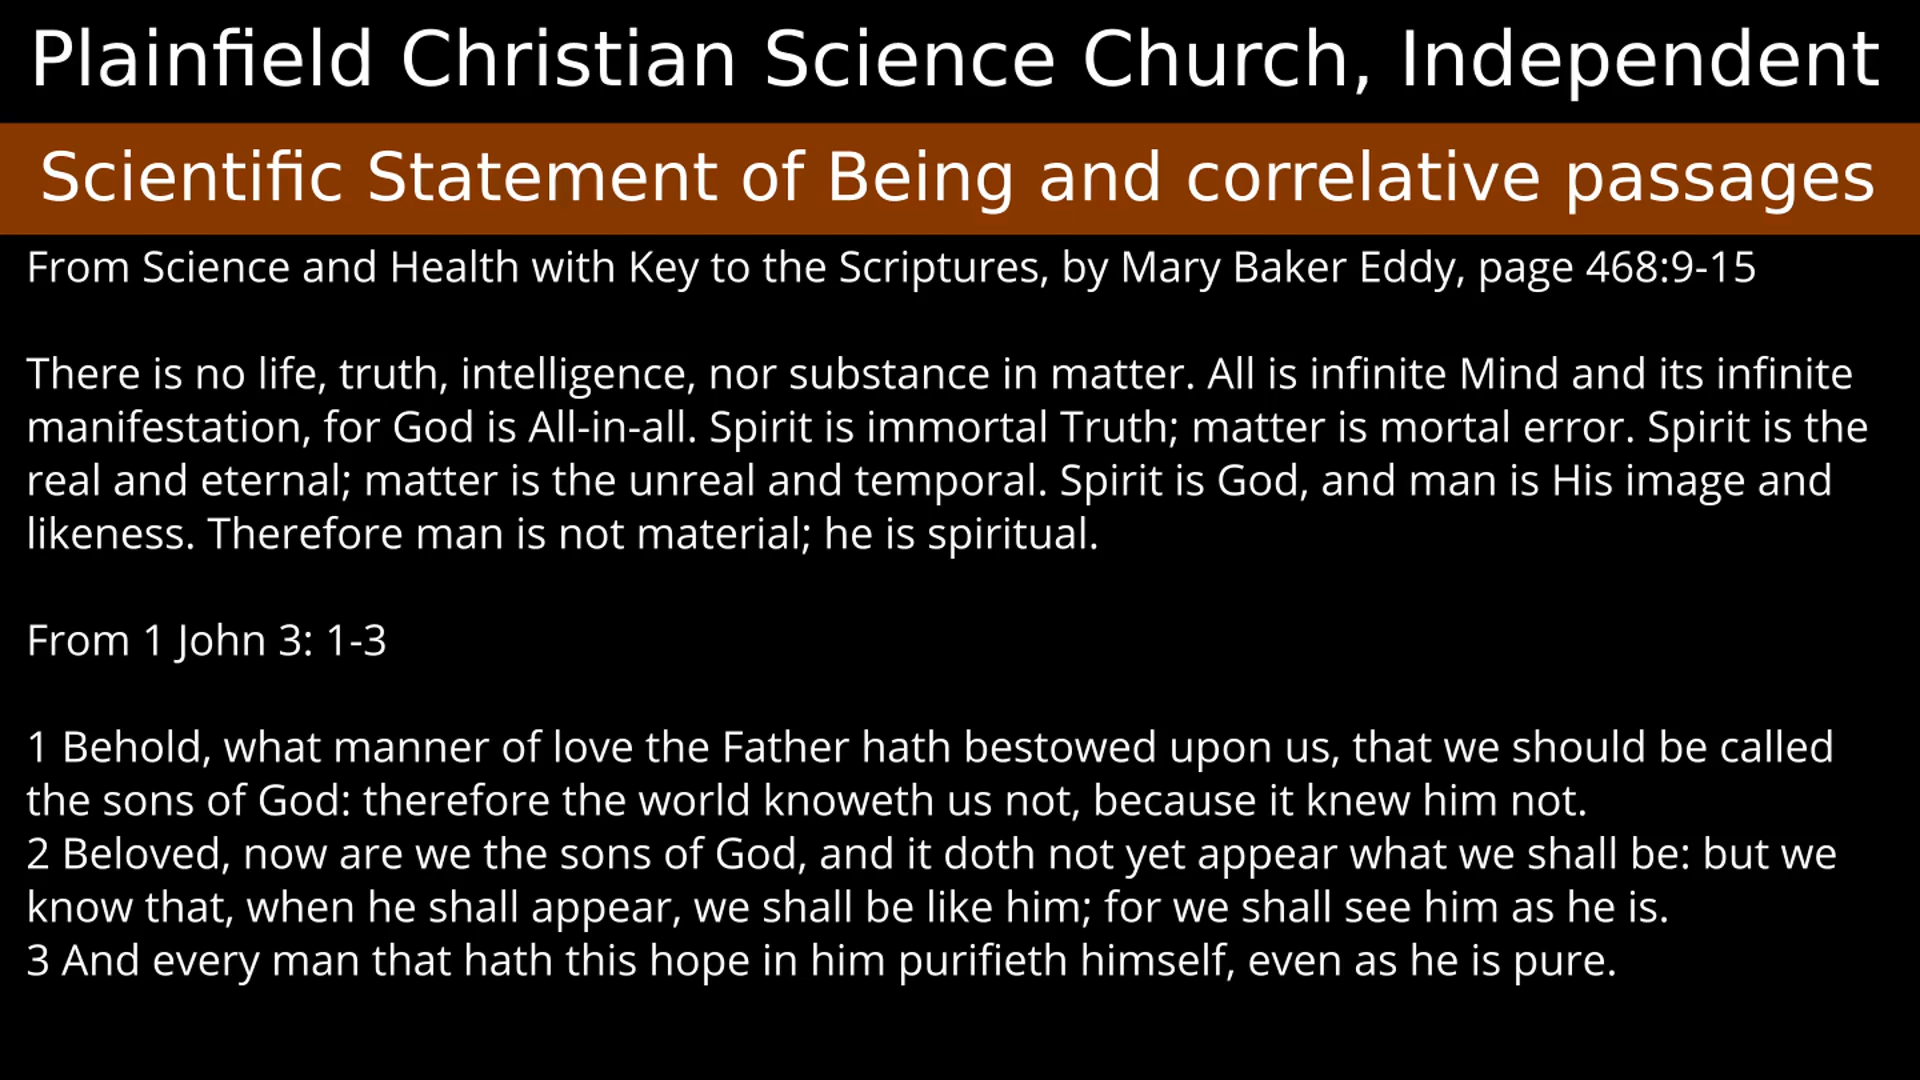 Plainfield Christian Science Church, Independent
Scientific Statement of Being and correlative passages
From Science and Health with Key to the Scriptures, by Mary Baker Eddy, page 468:9-15
There is no life, truth, intelligence, nor substance in matter. All is infinite Mind and its infinite
manifestation, for God is All-in-all. Spirit is immortal Truth; matter is mortal error. Spirit is the
real and eternal; matter is the unreal and temporal. Spirit is God, and man is His image and
likeness. Therefore man is not material; he is spiritual.
From 1 John 3: 1-3
1 Behold, what manner of love the Father hath bestowed upon us, that we should be called
the sons of God: therefore the world knoweth us not, because it knew him not.
2 Beloved, now are we the sons of God, and it doth not yet appear what we shall be: but we
know that, when he shall appear, we shall be like him; for we shall see him as he is.
3 And every man that hath this hope in him purifieth himself, even as he is pure.